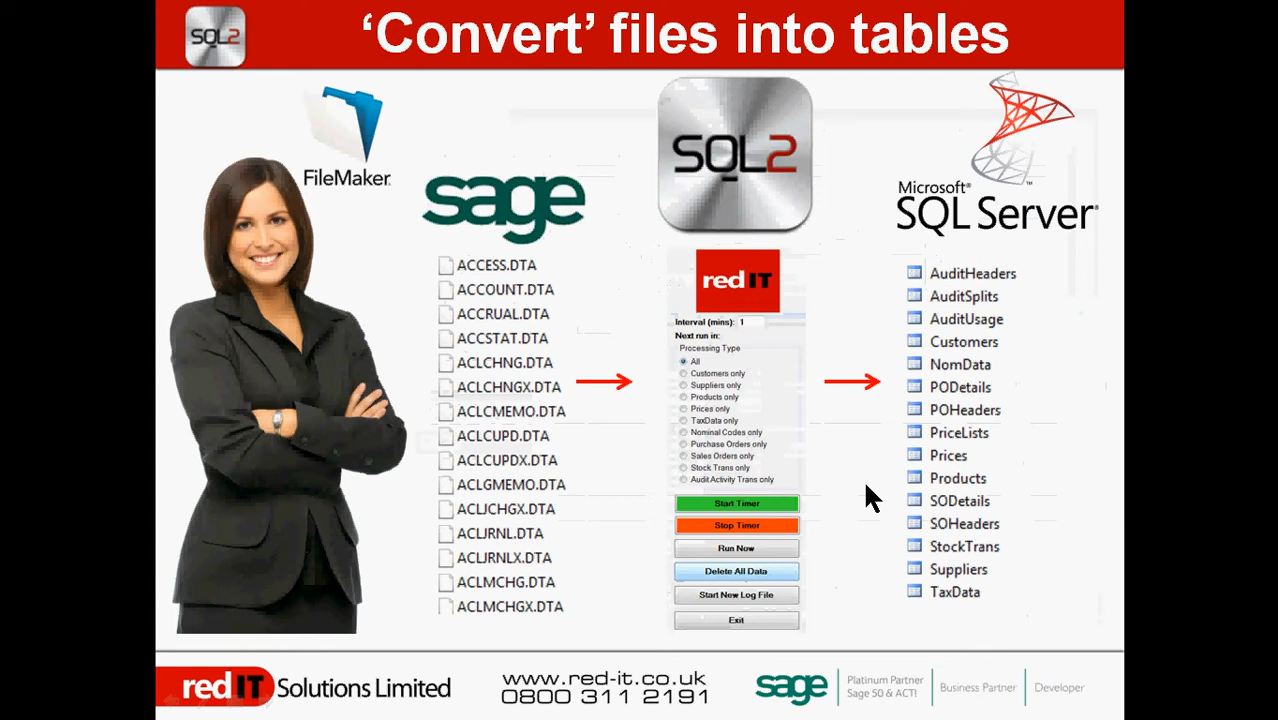 SQL2
‘Convert’ files into tables
FileMaker.
sage
SQL2
Microsoft®
SQL Server®
ACCESS.DTA
ACCOUNT.DTA
ACCRUAL.DTA
ACCSTAT.DTA
ACLCHNG.DTA
ACLCHNGX.DTA
ACLCMEMO.DTA
ACLCUPD.DTA
ACLCUPDX.DTA
ACLGMEMO.DTA
ACLJCHGX.DTA
ACLJRNL.DTA
ACLJRNLX.DTA
ACLMCHG.DTA
ACLMCHGX.DTA
red IT
Interval (mins): 1
Next run in:
Processing Type
All
Customers only
Suppliers only
Products only
Prices only
TaxData only
Nominal Codes only
Purchase Orders only
Sales Orders only
Stock Trans only
Audit Activity Trans only
Start Timer
Stop Timer
Run Now
Delete All Data
Start New Log File
Exit
AuditHeaders
AuditSplits
AuditUsage
Customers
NomData
PODetails
POHeaders
PriceLists
Prices
Products
SODetails
SOHeaders
StockTrans
Suppliers
TaxData
red IT Solutions Limited
www.red-it.co.uk
0800 311 2191
sage
Platinum Partner
Sage 50 & ACT!
Business Partner
Developer